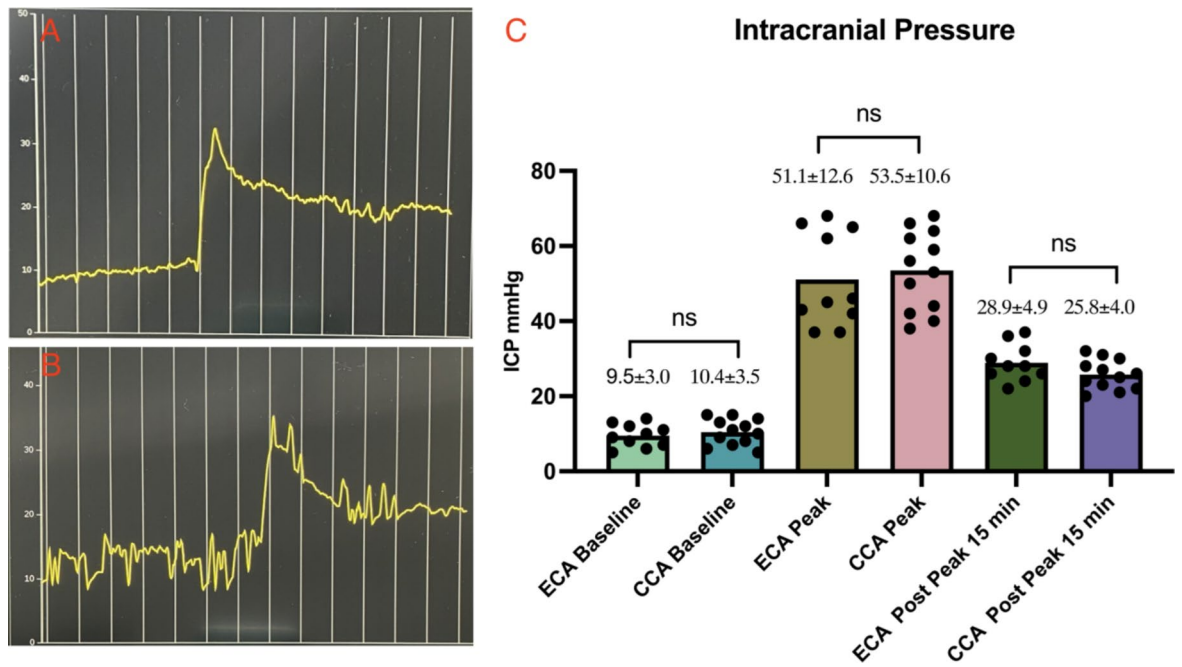 A
50
40
30
20
10
0
B
40
30
20
10
0
C
Intracranial Pressure
ICP mmHg
80
60
40
20
0
ns
51.1±12.6 53.5±10.6
ns
28.9±4.9 25.8±4.0
ns
9.5±3.0 10.4±3.5
ECA Baseline
CCA Baseline
ECA Peak
CCA Peak
ECA Post Peak 15 min
CCA Post Peak 15 min